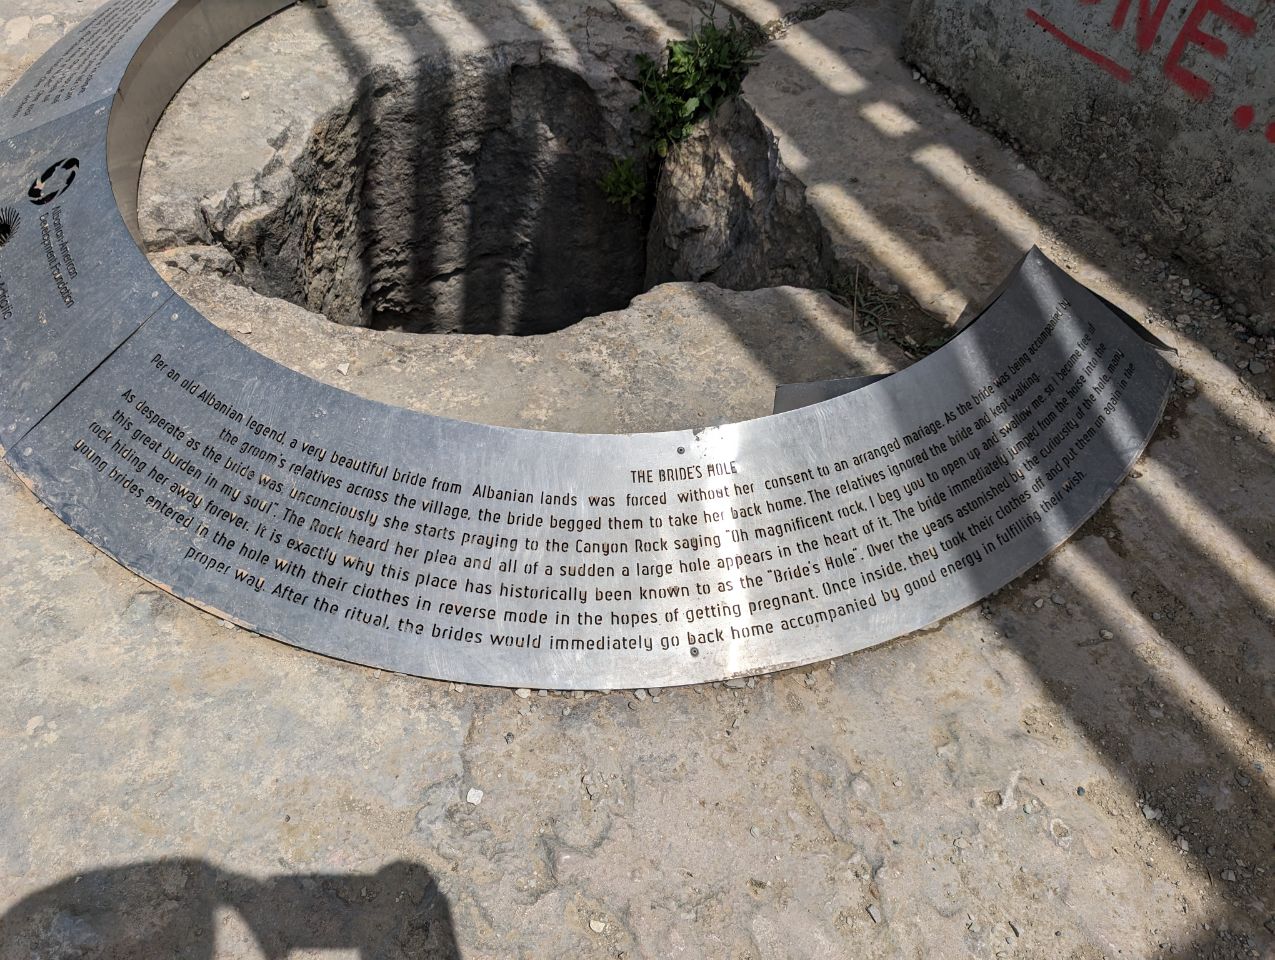 Albanian-American
Development Foundation
THE BRIDE'S HOLE
Per an old Albanian legend, a very beautiful bride from Albanian lands was forced without her consent to an arranged mariage. As the bride was being accompanied by
the groom's relatives across the village, the bride begged them to take her back home. The relatives ignored the bride and kept walking.
As desperate as the bride was, unconciously she starts praying to the Canyon Rock saying "Oh magnificent rock, I beg you to open up and swallow me so I become free of
this great burden in my soul". The Rock heard her plea and all of a sudden a large hole appears in the heart of it. The bride immediately jumped from the house into the
rock hiding her away forever. It is exactly why this place has historically been known to as the "Bride's Hole". Over the years astonished by the curiosity of the hole, many
young brides entered in the hole with their clothes in reverse mode in the hopes of getting pregnant. Once inside, they took their clothes off and put them on again in the
proper way. After the ritual, the brides would immediately go back home accompanied by good energy in fulfilling their wish.